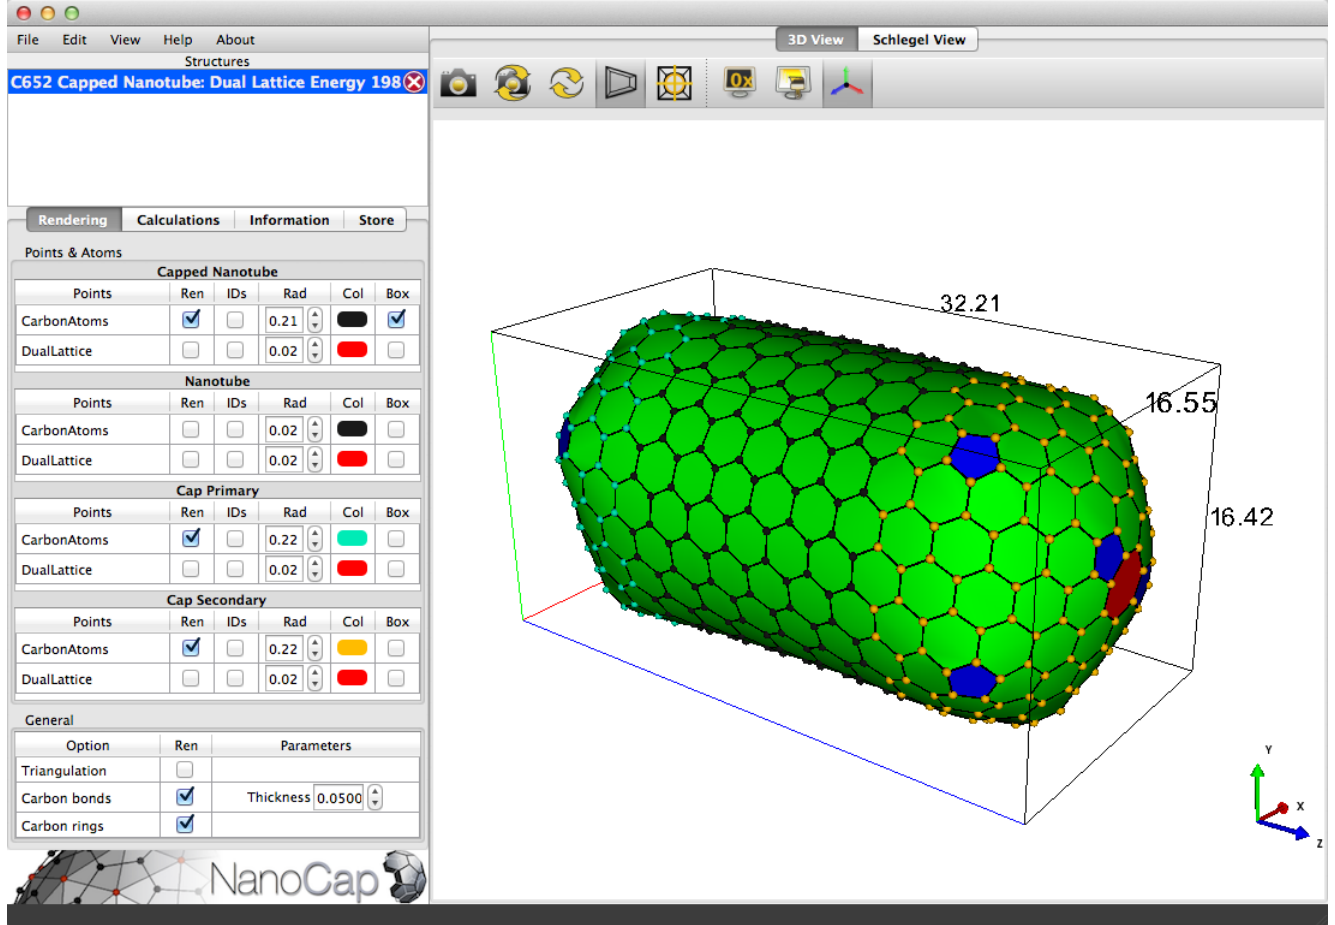 File Edit View Help About
Structures
C652 Capped Nanotube: Dual Lattice Energy 198
3D View Schlegel View
0x
Rendering Calculations Information Store
Points & Atoms
Capped Nanotube
Points Ren IDs Rad Col Box
CarbonAtoms 0.21
DualLattice 0.02
Nanotube
Points Ren IDs Rad Col Box
CarbonAtoms 0.02
DualLattice 0.02
Cap Primary
Points Ren IDs Rad Col Box
CarbonAtoms 0.22
DualLattice 0.02
Cap Secondary
Points Ren IDs Rad Col Box
CarbonAtoms 0.22
DualLattice 0.02
General
Option Ren Parameters
Triangulation
Carbon bonds Thickness 0.0500
Carbon rings
NanoCap
32.21
16.55
16.42
Y
X
Z